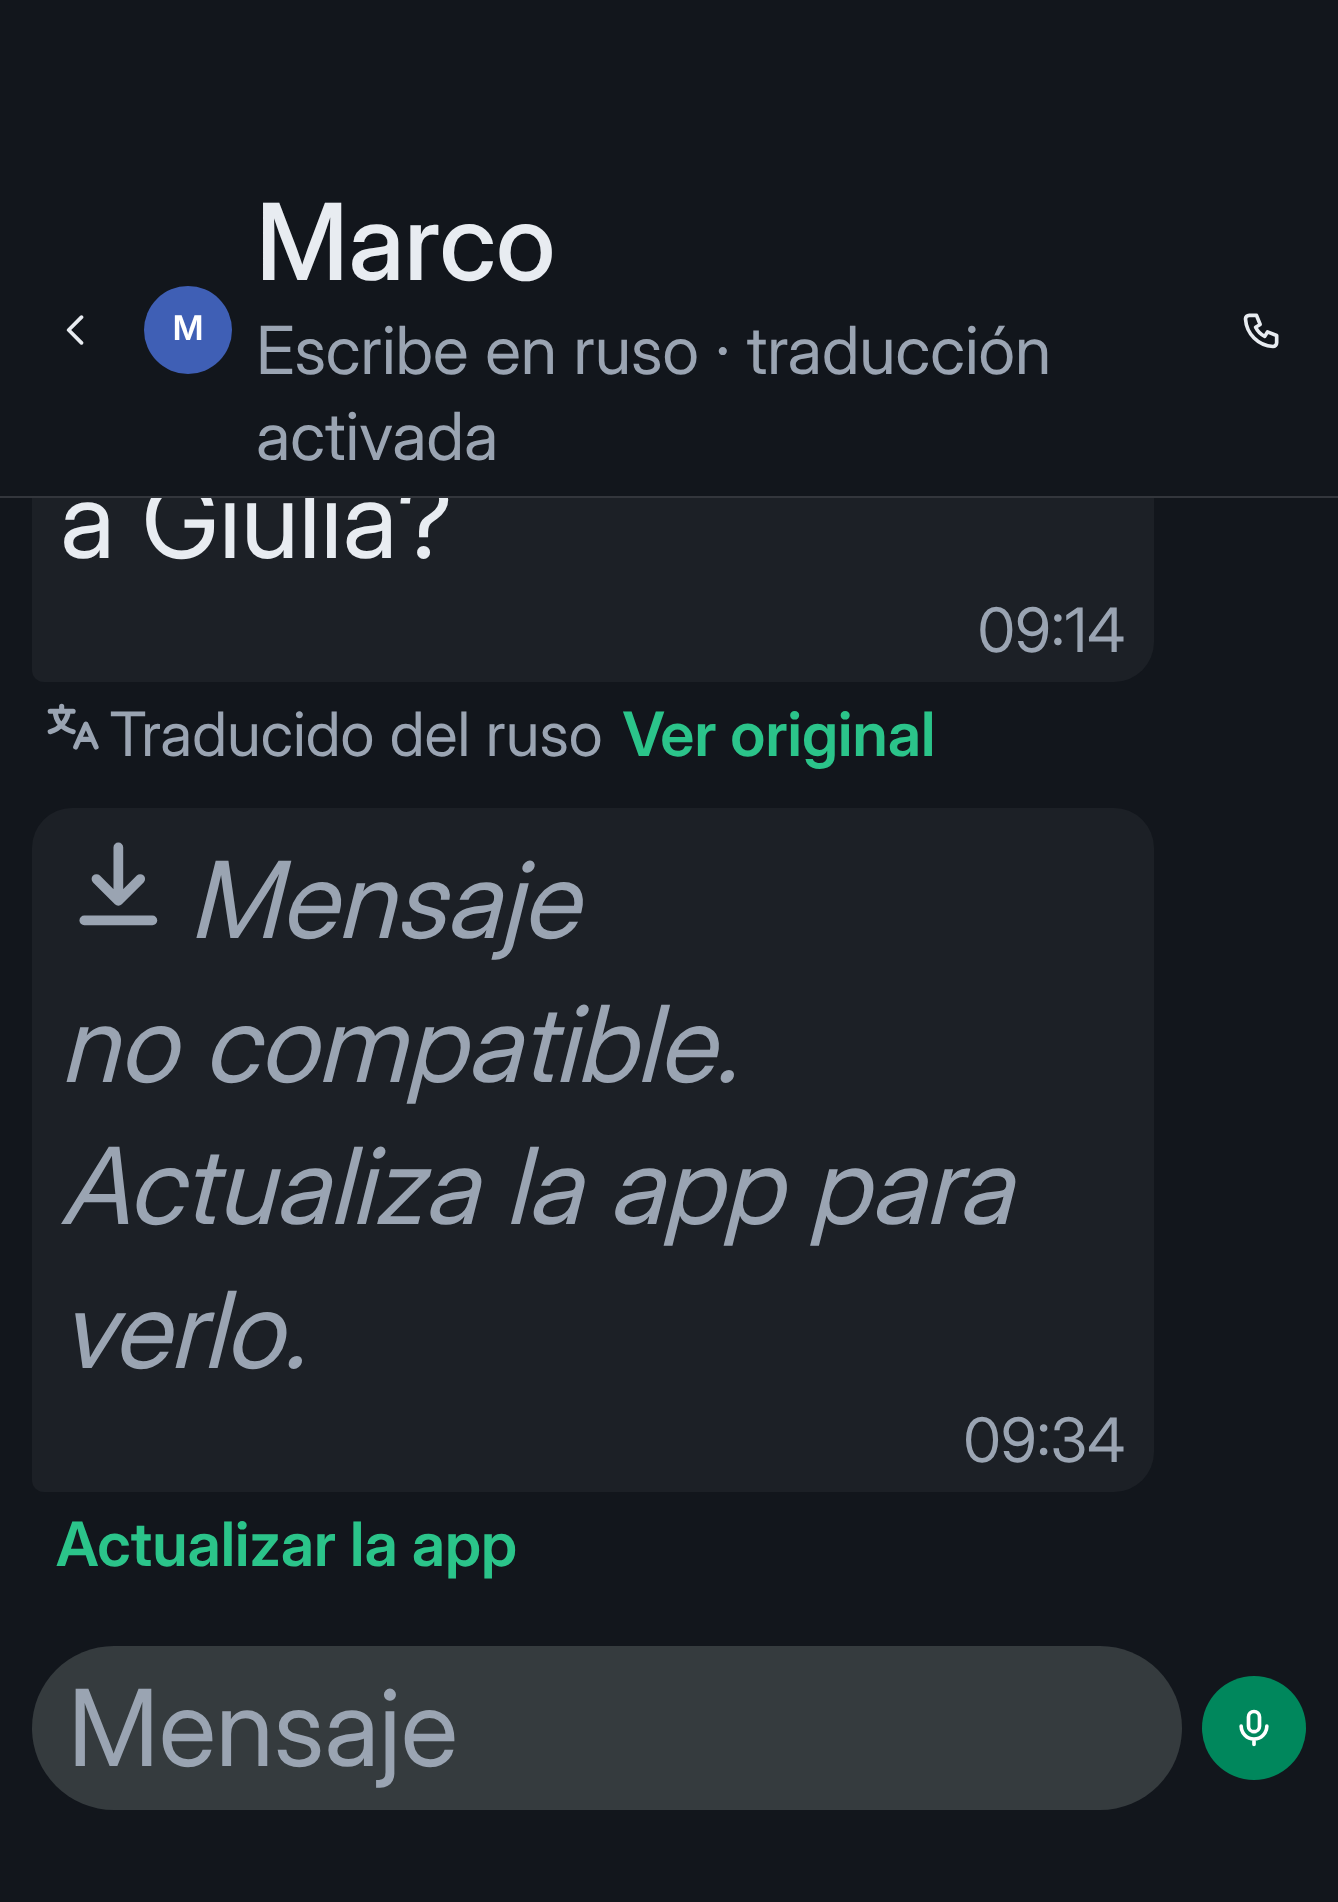 Marco
M
Escribe en ruso · traducción
activada
a Giulia?
09:14
Traducido del ruso Ver original
Mensaje
no compatible.
Actualiza la app para
verlo.
09:34
Actualizar la app
Mensaje